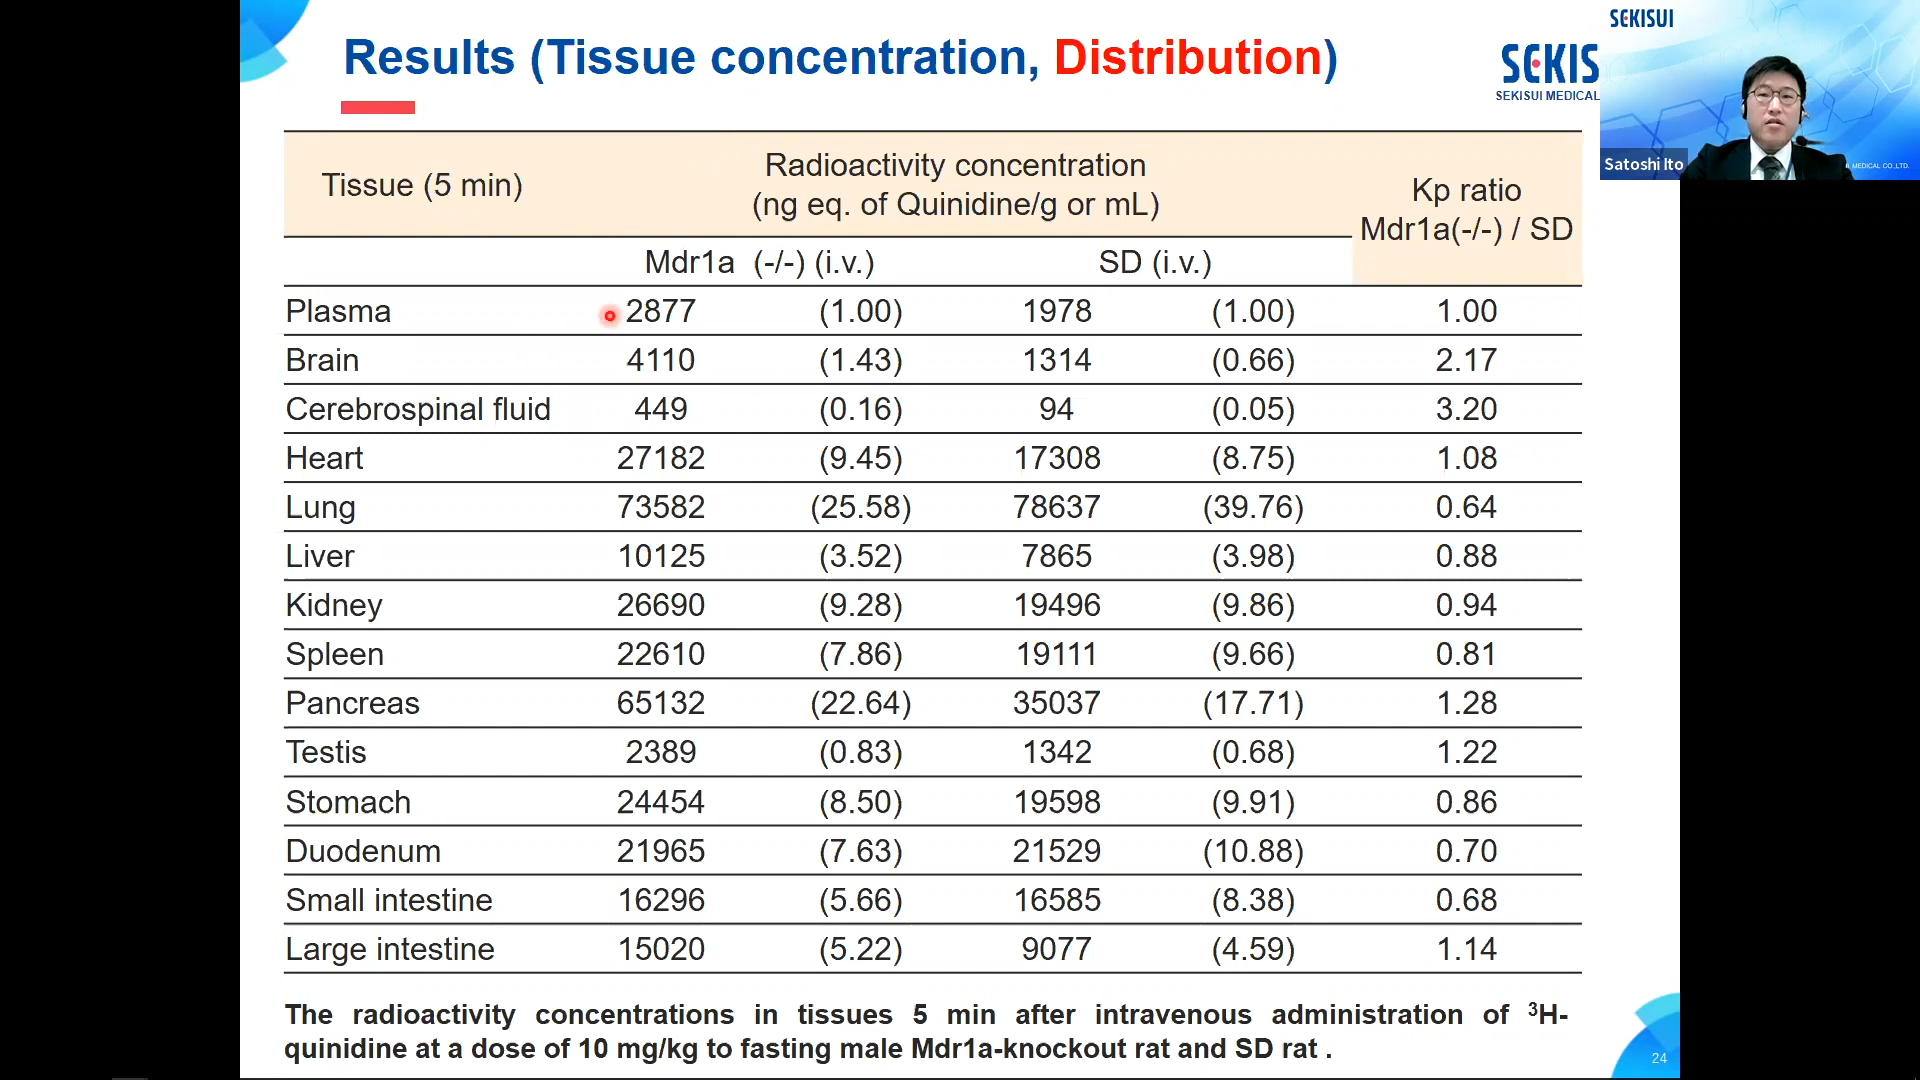 Results (Tissue concentration, Distribution)
SEKIS
SEKISUI MEDICAL
SEKISUI
Satoshi Ito
MEDICAL CO.,LTD.
Tissue (5 min)
Radioactivity concentration
(ng eq. of Quinidine/g or mL)
Kp ratio
Mdr1a(-/-) / SD
Mdr1a (-/-) (i.v.) SD (i.v.)
Plasma 2877 (1.00) 1978 (1.00) 1.00
Brain 4110 (1.43) 1314 (0.66) 2.17
Cerebrospinal fluid 449 (0.16) 94 (0.05) 3.20
Heart 27182 (9.45) 17308 (8.75) 1.08
Lung 73582 (25.58) 78637 (39.76) 0.64
Liver 10125 (3.52) 7865 (3.98) 0.88
Kidney 26690 (9.28) 19496 (9.86) 0.94
Spleen 22610 (7.86) 19111 (9.66) 0.81
Pancreas 65132 (22.64) 35037 (17.71) 1.28
Testis 2389 (0.83) 1342 (0.68) 1.22
Stomach 24454 (8.50) 19598 (9.91) 0.86
Duodenum 21965 (7.63) 21529 (10.88) 0.70
Small intestine 16296 (5.66) 16585 (8.38) 0.68
Large intestine 15020 (5.22) 9077 (4.59) 1.14
The radioactivity concentrations in tissues 5 min after intravenous administration of ³H-
quinidine at a dose of 10 mg/kg to fasting male Mdr1a-knockout rat and SD rat .
24